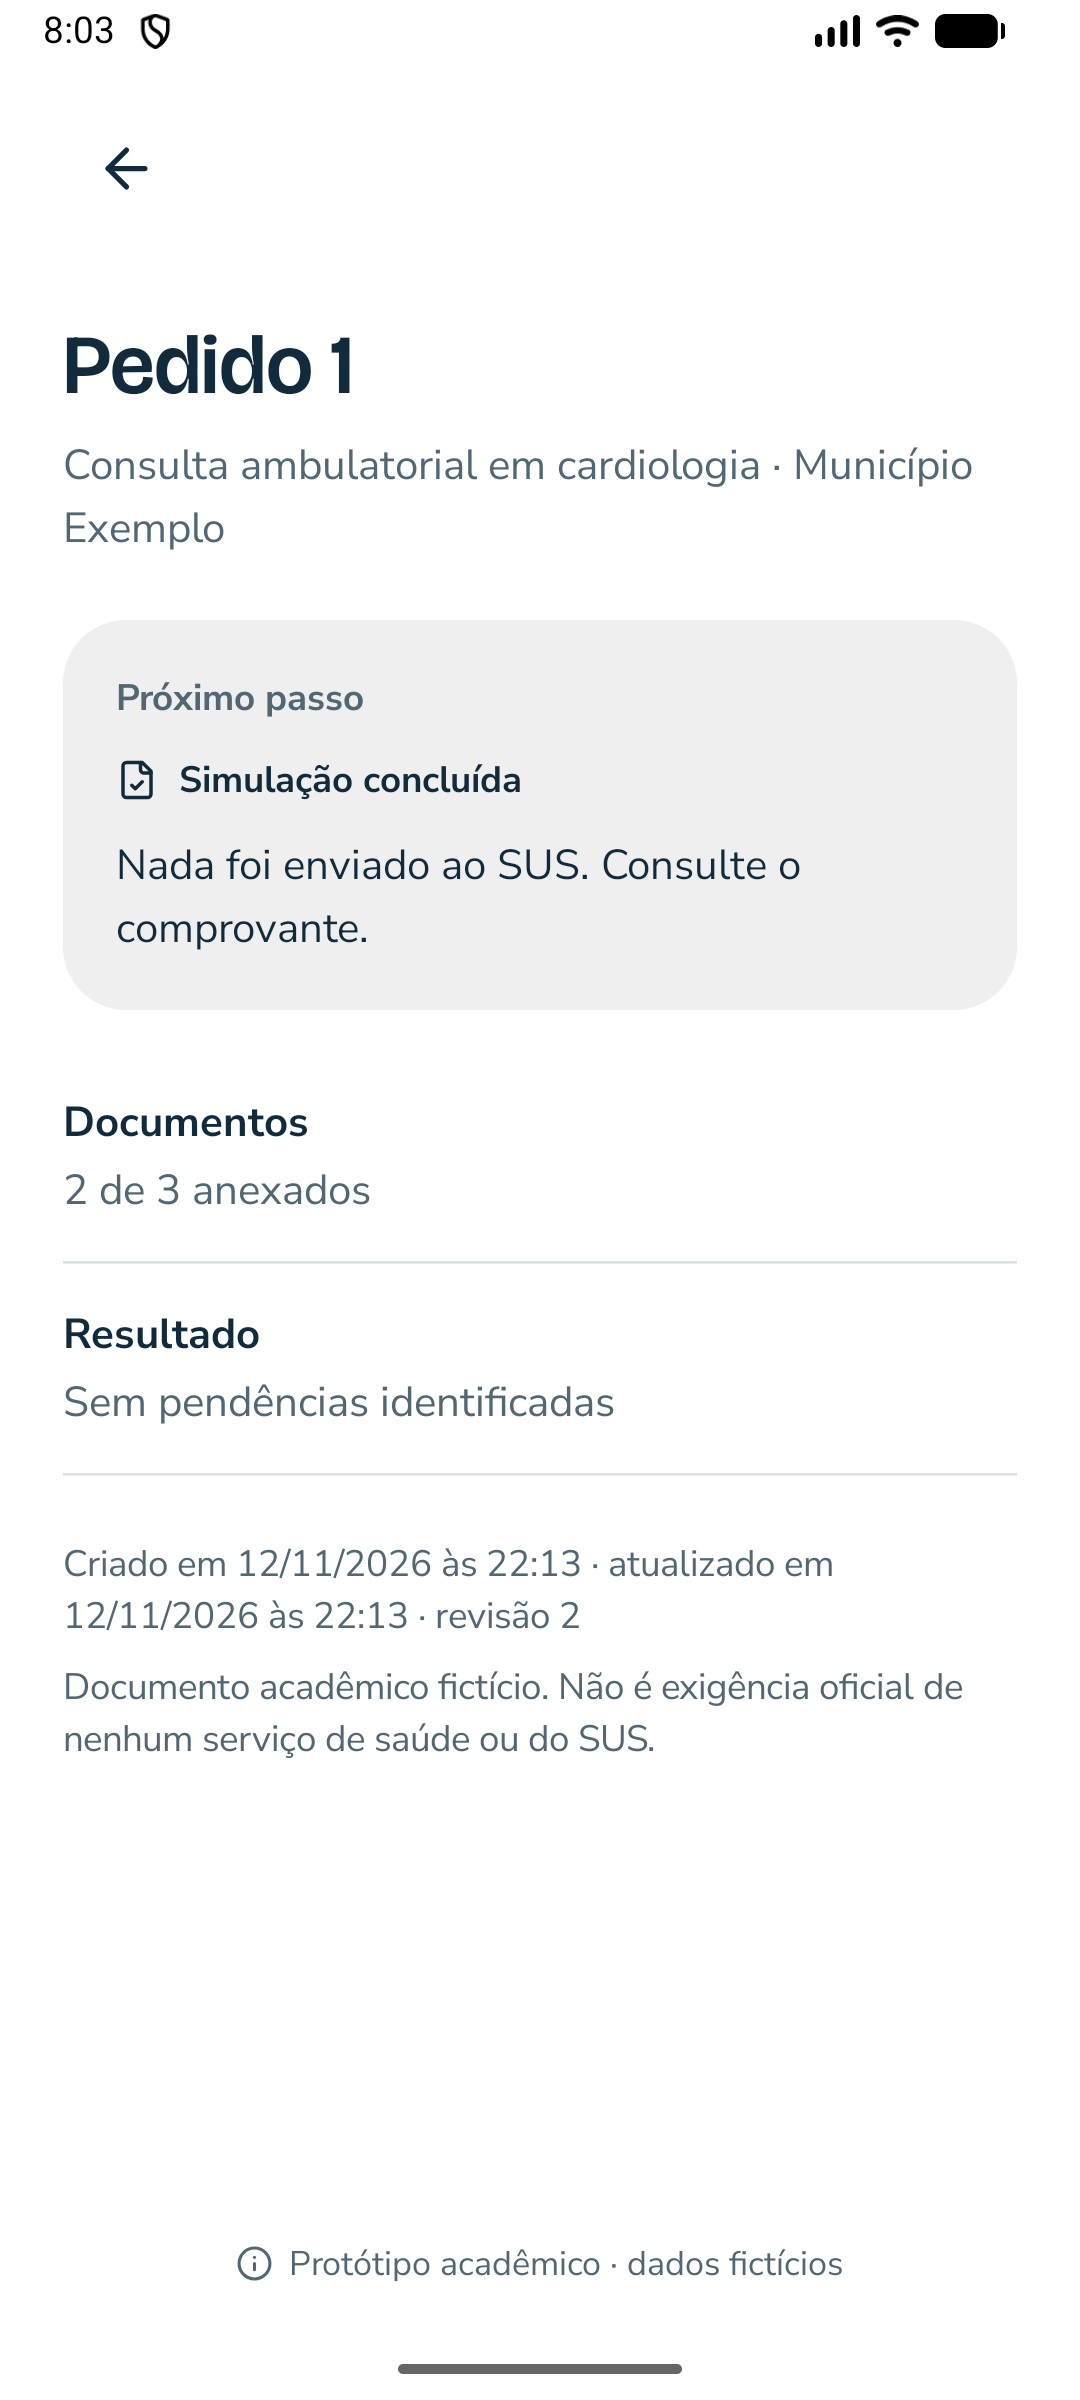 8:03
Pedido 1
Consulta ambulatorial em cardiologia · Município
Exemplo
Próximo passo
Simulação concluída
Nada foi enviado ao SUS. Consulte o
comprovante.
Documentos
2 de 3 anexados
Resultado
Sem pendências identificadas
Criado em 12/11/2026 às 22:13 · atualizado em
12/11/2026 às 22:13 · revisão 2
Documento acadêmico fictício. Não é exigência oficial de
nenhum serviço de saúde ou do SUS.
Protótipo acadêmico · dados fictícios